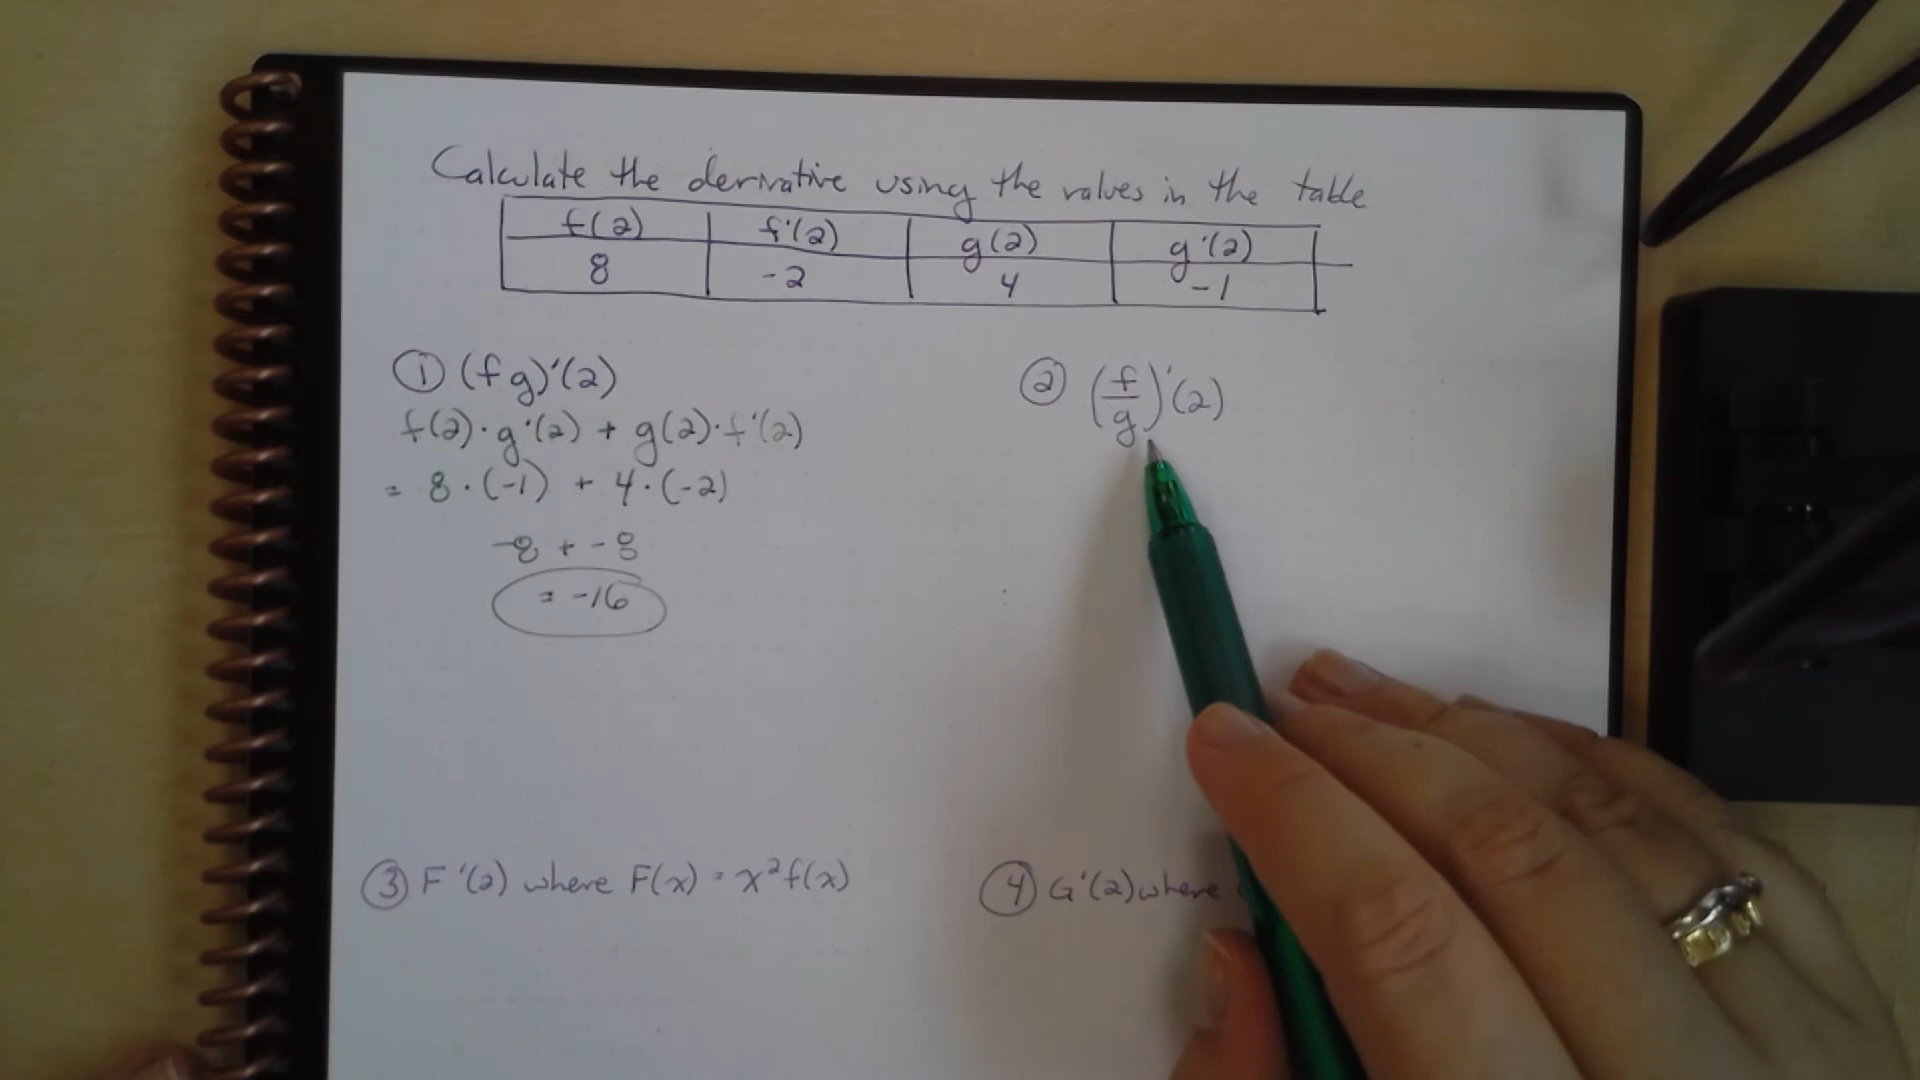 Calculate the derivative using the values in the table
f(2) f'(2) g(2) g'(2)
8 -2 4 -1
① (fg)'(2)
f(2)·g'(2) + g(2)·f'(2)
= 8·(-1) + 4·(-2)
-8 + -8
= -16
② (f/g)'(2)
③ F'(2) where F(x) = x²f(x)
④ G'(2) where